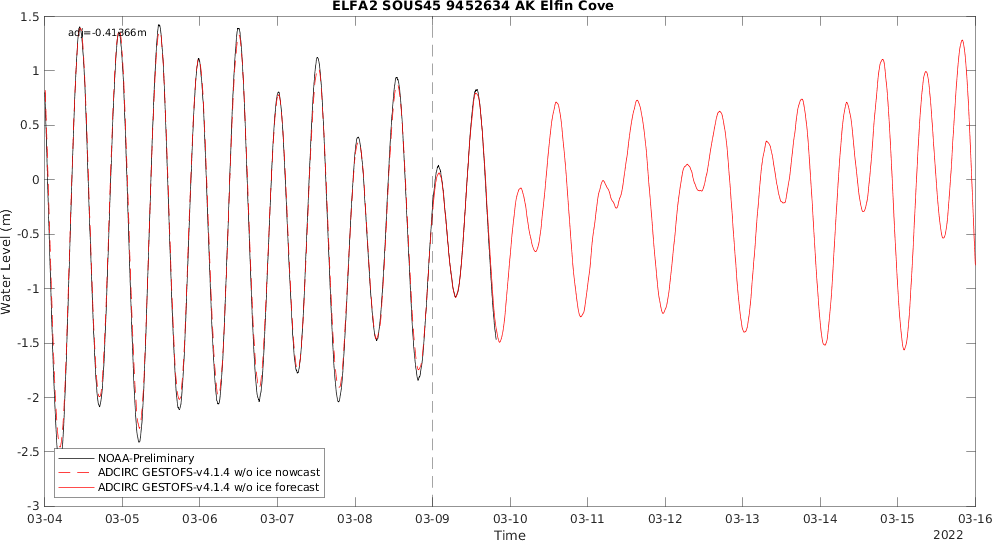 ELFA2 SOUS45 9452634 AK Elfin Cove
adj=-0.41366m
Water Level (m)
1.5
1
0.5
0
-0.5
-1
-1.5
-2
-2.5
-3
NOAA-Preliminary
ADCIRC GESTOFS-v4.1.4 w/o ice nowcast
ADCIRC GESTOFS-v4.1.4 w/o ice forecast
03-04 03-05 03-06 03-07 03-08 03-09 03-10 03-11 03-12 03-13 03-14 03-15 03-16
Time
2022